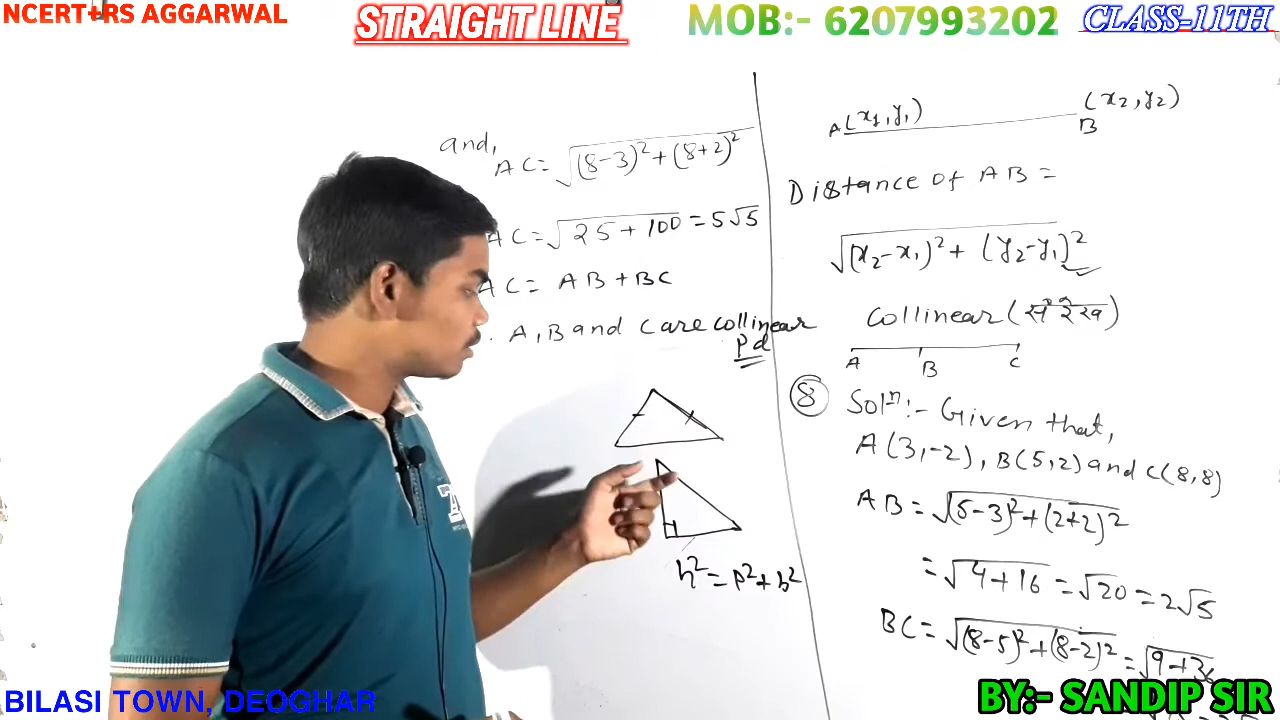 NCERT+RS AGGARWAL
STRAIGHT LINE
MOB:- 6207993202
CLASS-11TH
and,
AC=√(8-3)²+(8+2)²
AC=√25+100=5√5
AC= AB+BC
A,B and C are collinear
pd
h²=p²+b²
A(x₁,y₁)
(x₂,y₂)
B
Distance of AB=
√(x₂-x₁)²+(y₂-y₁)²
Collinear(
A B C
8 Solⁿ:- Given that,
A(3,-2), B(5,2) and C(8,8)
AB=√(5-3)²+(2+2)²
=√4+16=√20=2√5
BC=√(8-5)²+(8-2)²=√9+36
BILASI TOWN, DEOGHAR
BY:- SANDIP SIR